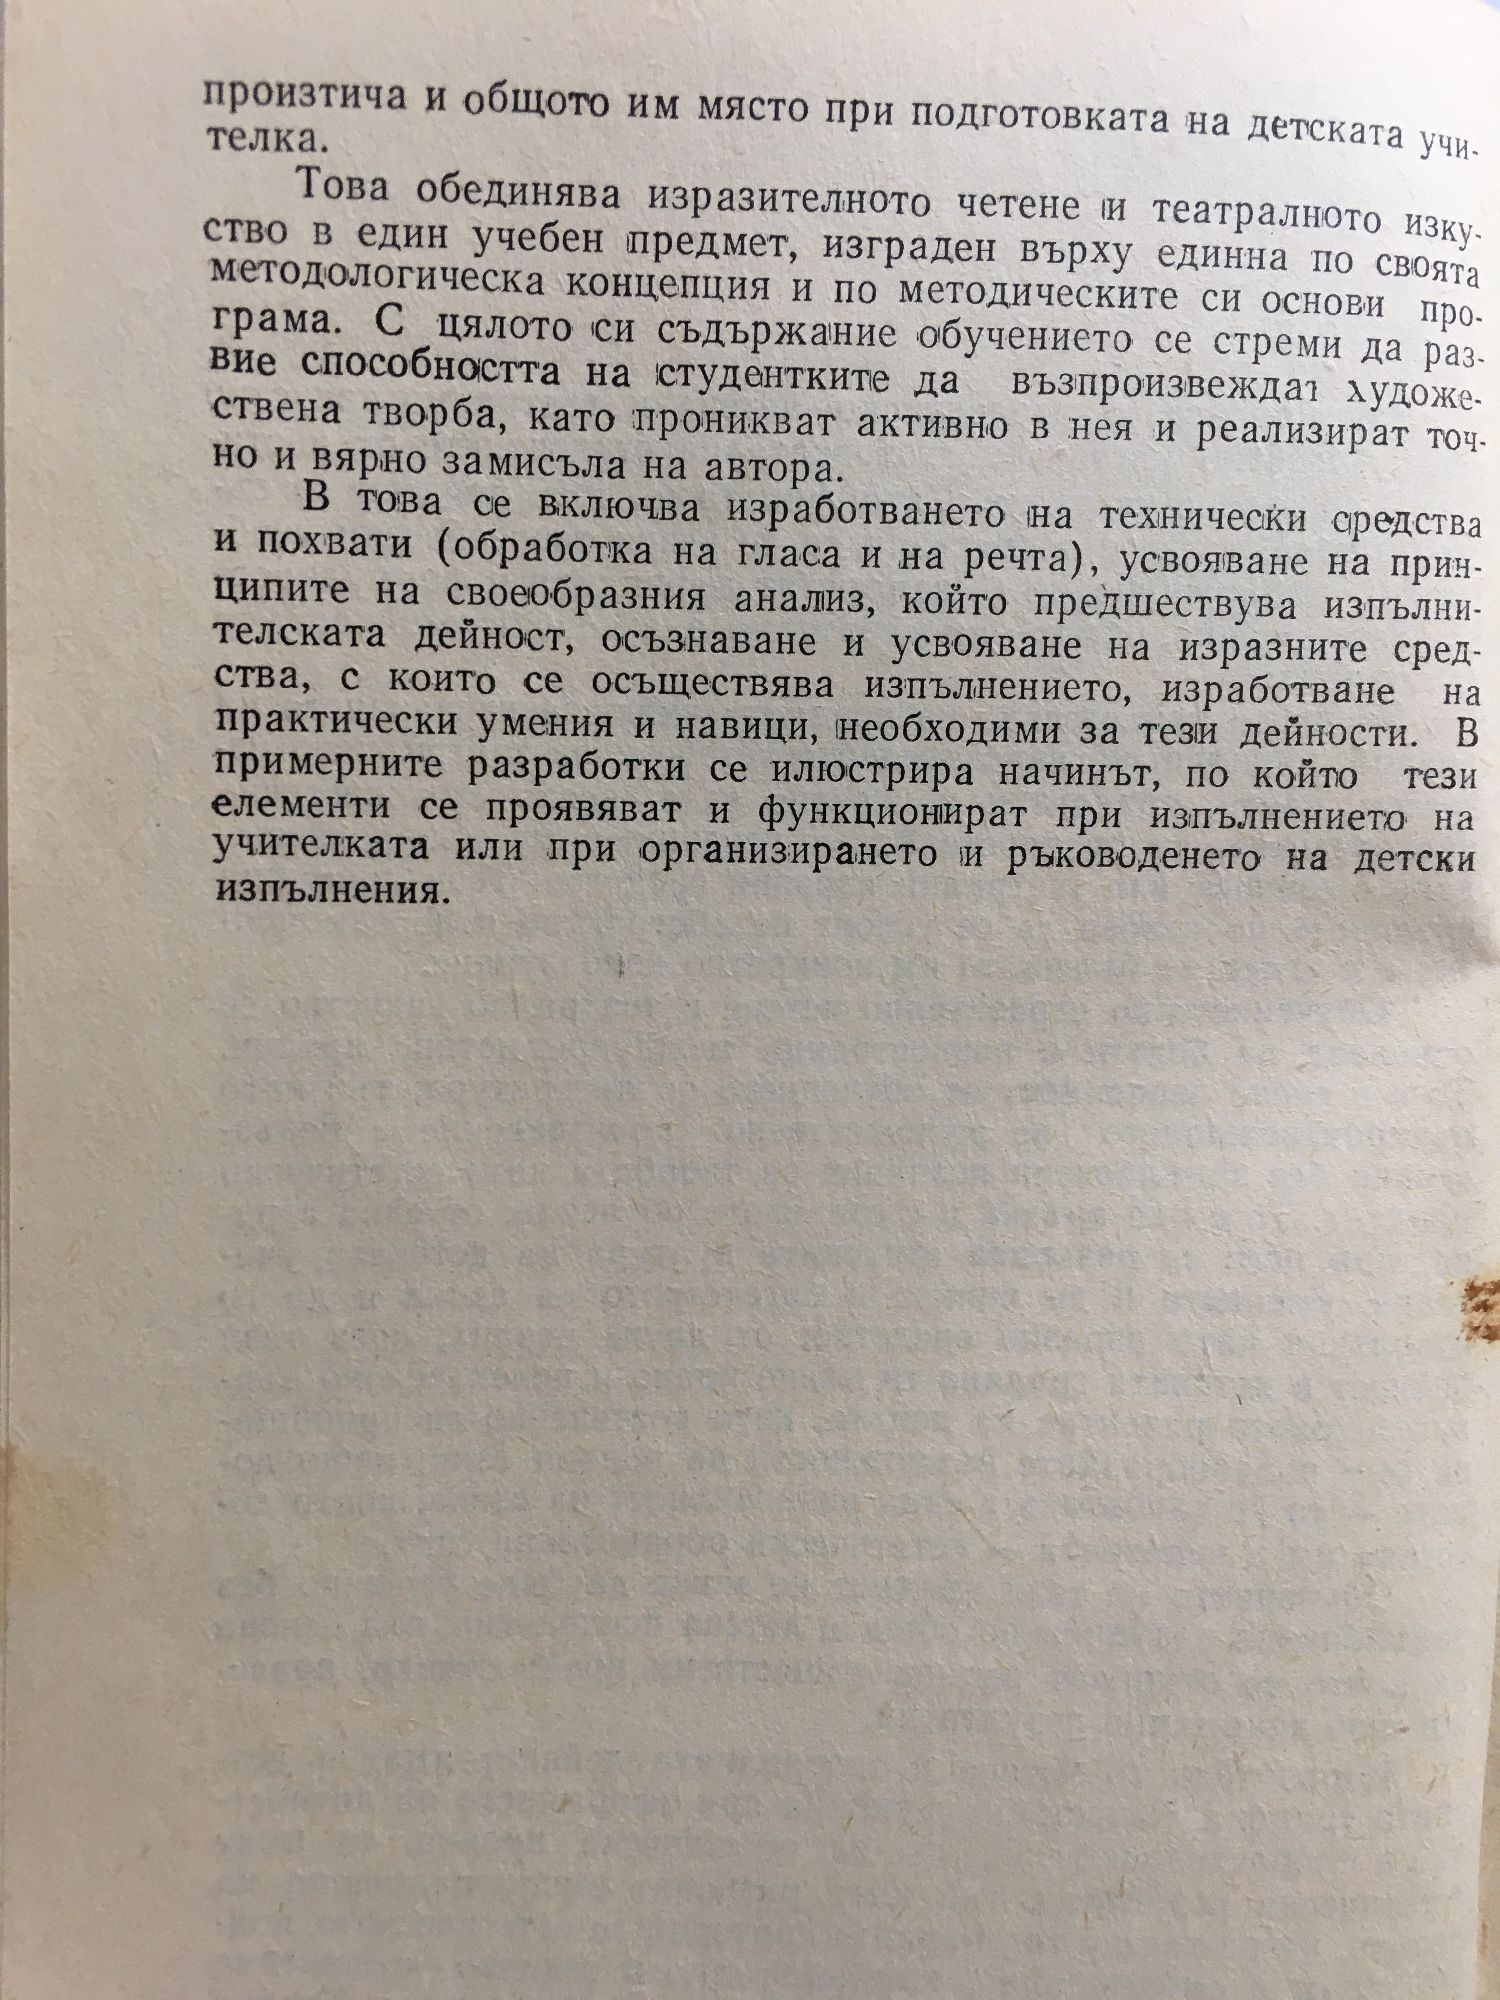 произтича и общото им място при подготовката на детската учи-
телка.
Това обединява изразителното четене и театралното изку-
ство в един учебен предмет, изграден върху единна по своята
методологическа концепция и по методическите си основи про-
грама. С цялото си съдържание обучението се стреми да раз-
вие способността на студентките да възпроизвеждат художе-
ствена творба, като проникват активно в нея и реализират точ-
но и вярно замисъла на автора.
В това се включва изработването на технически средства
и похвати (обработка на гласа и на речта), усвояване на прин-
ципите на своеобразния анализ, който предшествува изпълни-
телската дейност, осъзнаване и усвояване на изразните сред-
ства, с които се осъществява изпълнението, изработване на
практически умения и навици, необходими за тези дейности. В
примерните разработки се илюстрира начинът, по който тези
елементи се проявяват и функционират при изпълнението на
учителката или при организирането и ръководенето на детски
изпълнения.